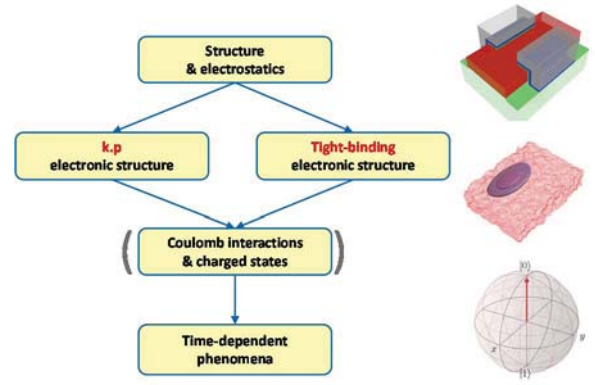 Structure
& electrostatics
k.p
electronic structure
Tight-binding
electronic structure
( Coulomb interactions )
& charged states
Time-dependent
phenomena
|0⟩
x
y
|1⟩